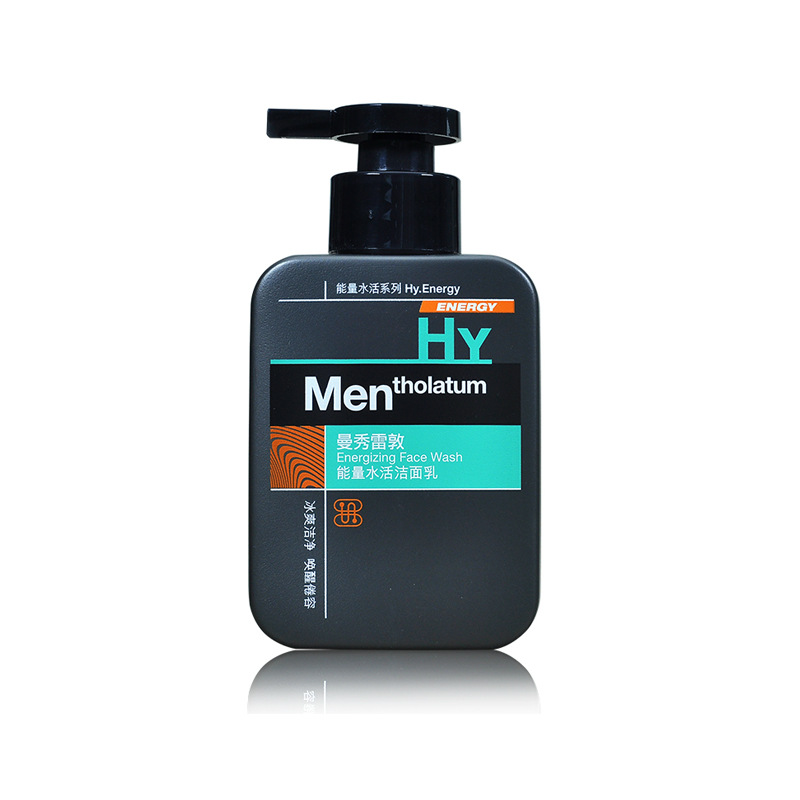 能量水活系列 Hy.Energy
ENERGY
HY
Mentholatum
曼秀雷敦
Energizing Face Wash
能量水活洁面乳
冰爽洁净 唤醒倦容